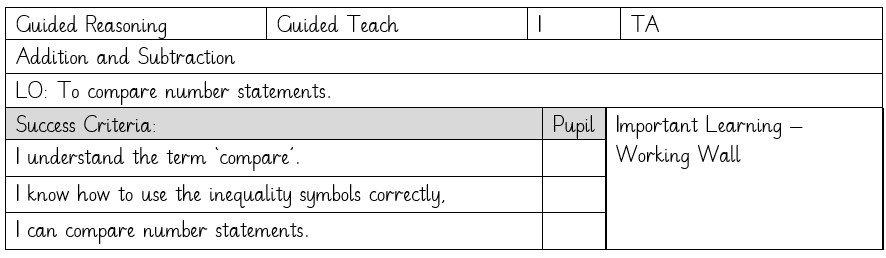 Guided Reasoning Guided Teach I TA
Addition and Subtraction
LO: To compare number statements.
Success Criteria: Pupil Important Learning –
Working Wall
I understand the term ‘compare’.
I know how to use the inequality symbols correctly,
I can compare number statements.